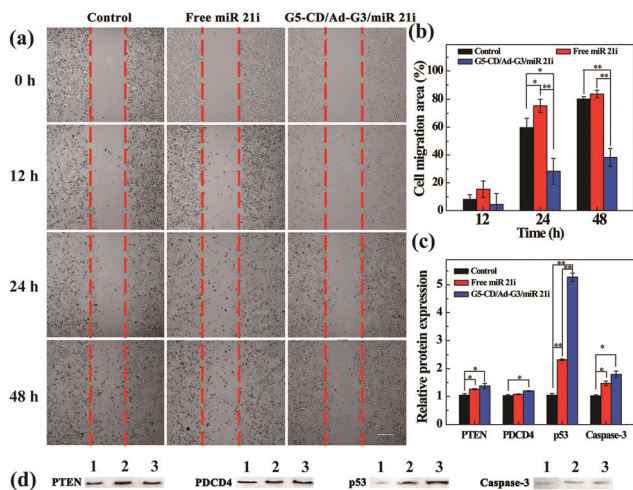 (a)
Control
Free miR 21i
G5-CD/Ad-G3/miR 21i
0 h
12 h
24 h
48 h
(b)
Control
Free miR 21i
G5-CD/Ad-G3/miR 21i
Cell migration area (%)
100
80
60
40
20
0
*
*
**
**
**
12
24
48
Time (h)
(c)
Control
Free miR 21i
G5-CD/Ad-G3/miR 21i
Relative protein expression
5
4
3
2
1
*
*
*
**
**
**
*
*
PTEN
PDCD4
p53
Caspase-3
(d)
1 2 3
PTEN
1 2 3
PDCD4
1 2 3
p53
1 2 3
Caspase-3